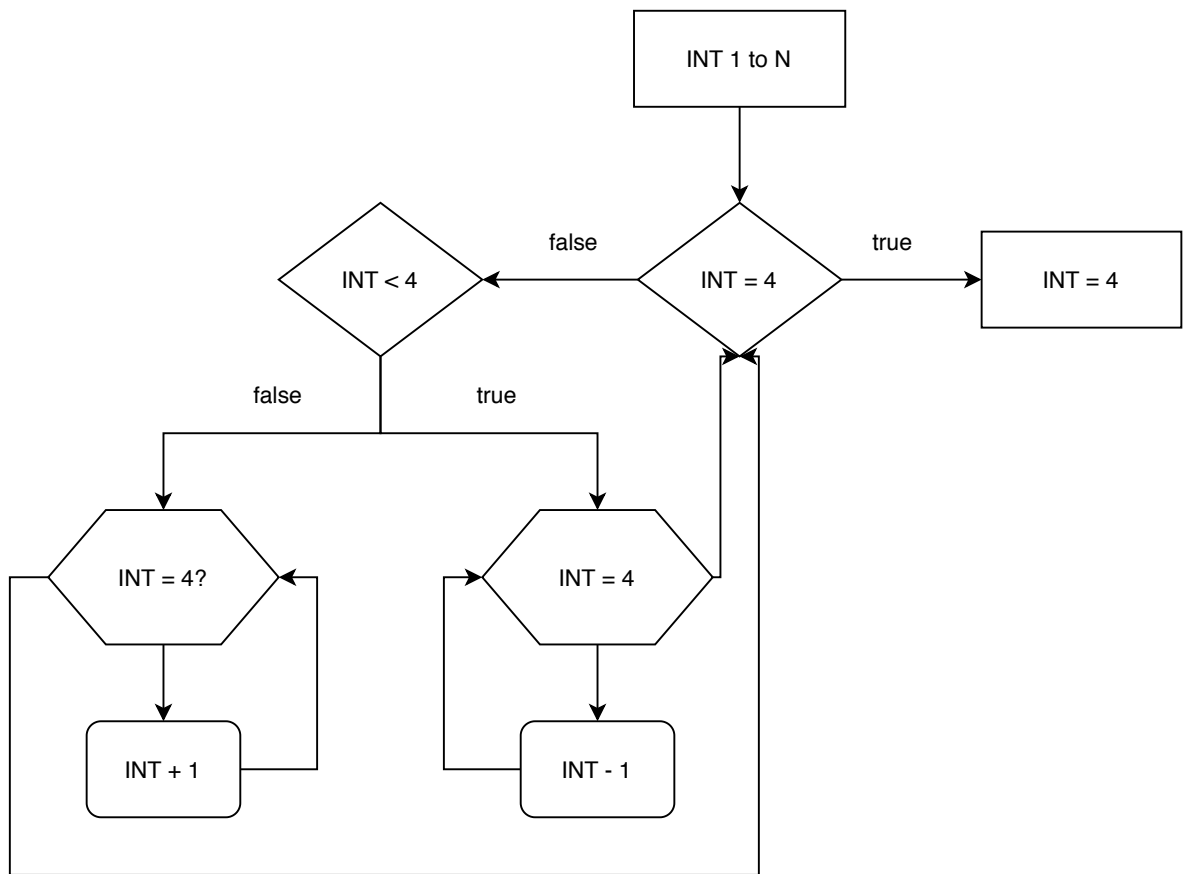 INT 1 to N
false
true
INT < 4
INT = 4
INT = 4
false
true
INT = 4?
INT = 4
INT + 1
INT - 1